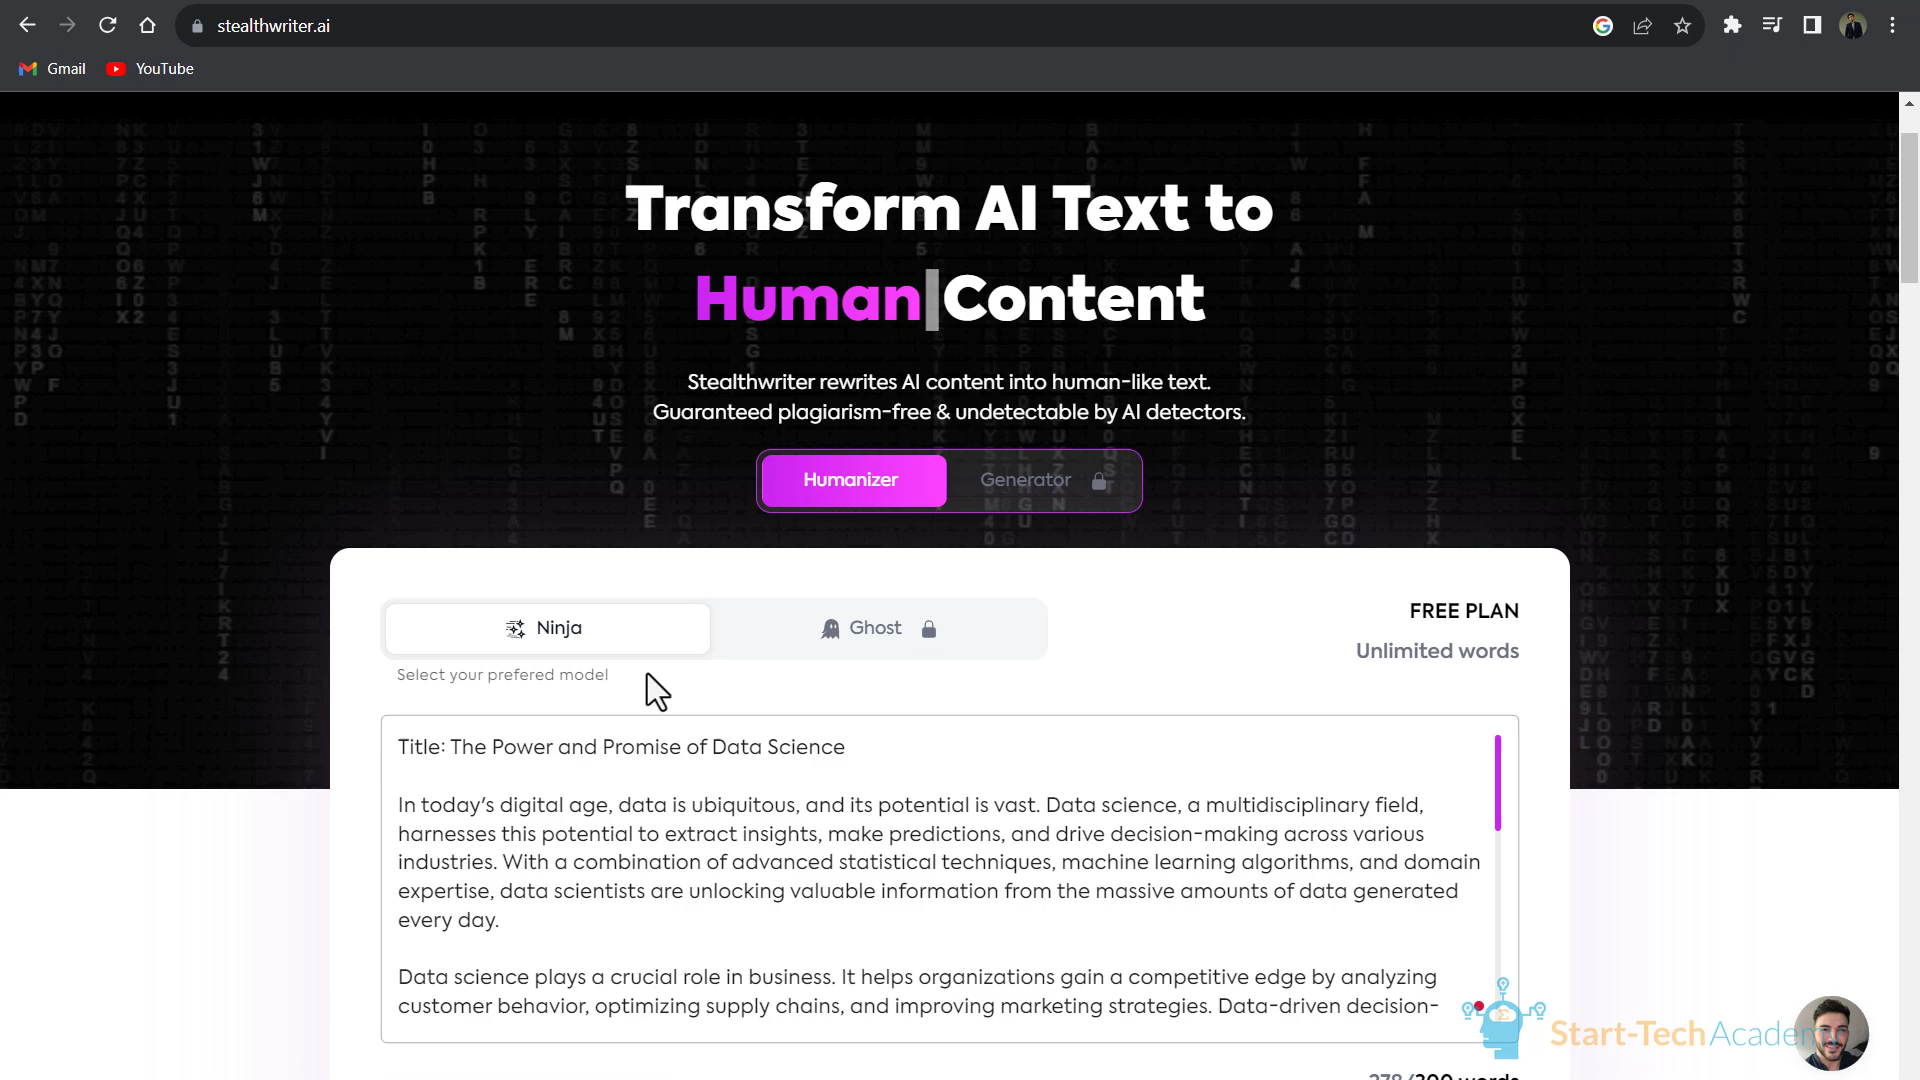 stealthwriter.ai
Gmail YouTube
Transform AI Text to
Human|Content
Stealthwriter rewrites AI content into human-like text.
Guaranteed plagiarism-free & undetectable by AI detectors.
Humanizer Generator
Ninja Ghost
FREE PLAN
Unlimited words
Select your prefered model
Title: The Power and Promise of Data Science
In today's digital age, data is ubiquitous, and its potential is vast. Data science, a multidisciplinary field,
harnesses this potential to extract insights, make predictions, and drive decision-making across various
industries. With a combination of advanced statistical techniques, machine learning algorithms, and domain
expertise, data scientists are unlocking valuable information from the massive amounts of data generated
every day.
Data science plays a crucial role in business. It helps organizations gain a competitive edge by analyzing
customer behavior, optimizing supply chains, and improving marketing strategies. Data-driven decision-
Start-Tech Academy
278/300 words